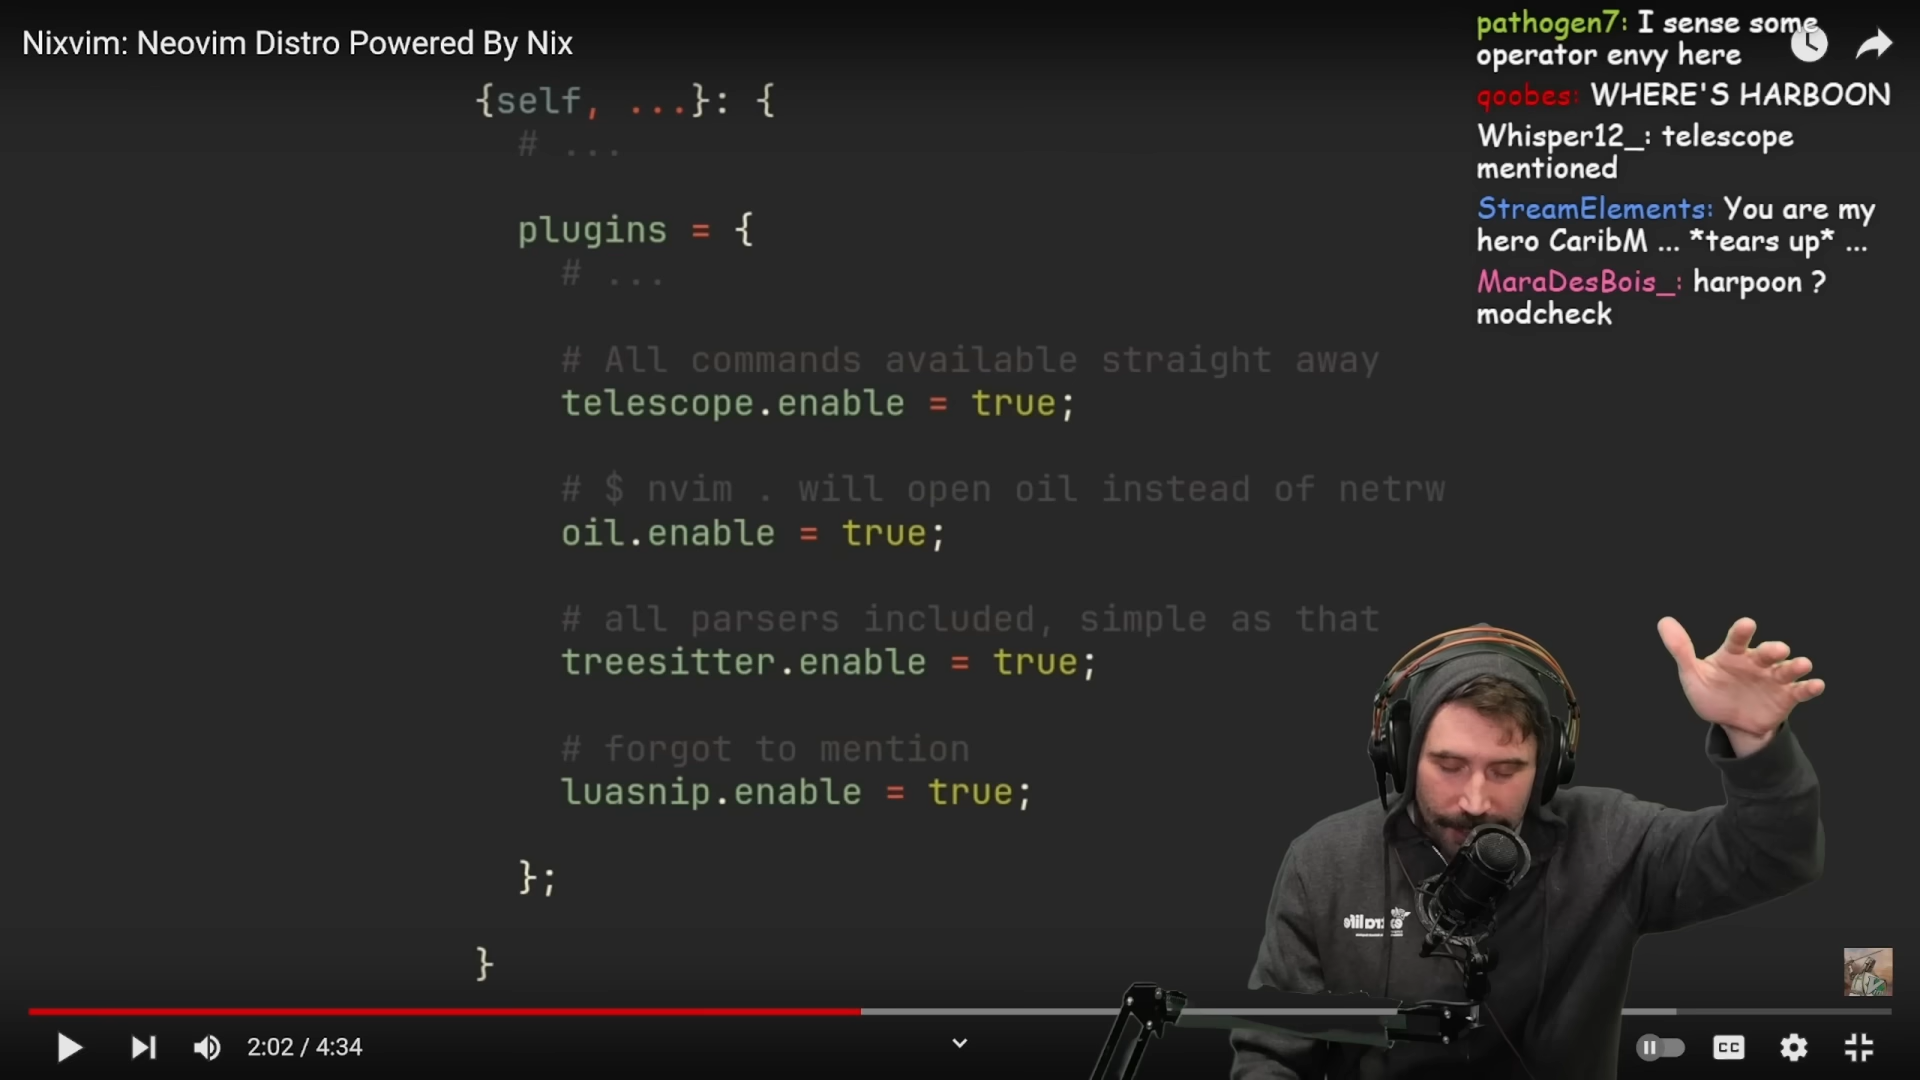 Nixvim: Neovim Distro Powered By Nix
pathogen7: I sense some
operator envy here
qoobes: WHERE'S HARBOON
Whisper12_: telescope
mentioned
StreamElements: You are my
hero CaribM ... *tears up* ...
MaraDesBois_: harpoon ?
modcheck
{self, ...}: {
# ...
plugins = {
# ...
# All commands available straight away
telescope.enable = true;
# $ nvim . will open oil instead of netrw
oil.enable = true;
# all parsers included, simple as that
treesitter.enable = true;
# forgot to mention
luasnip.enable = true;
};
}
2:02 / 4:34
CC